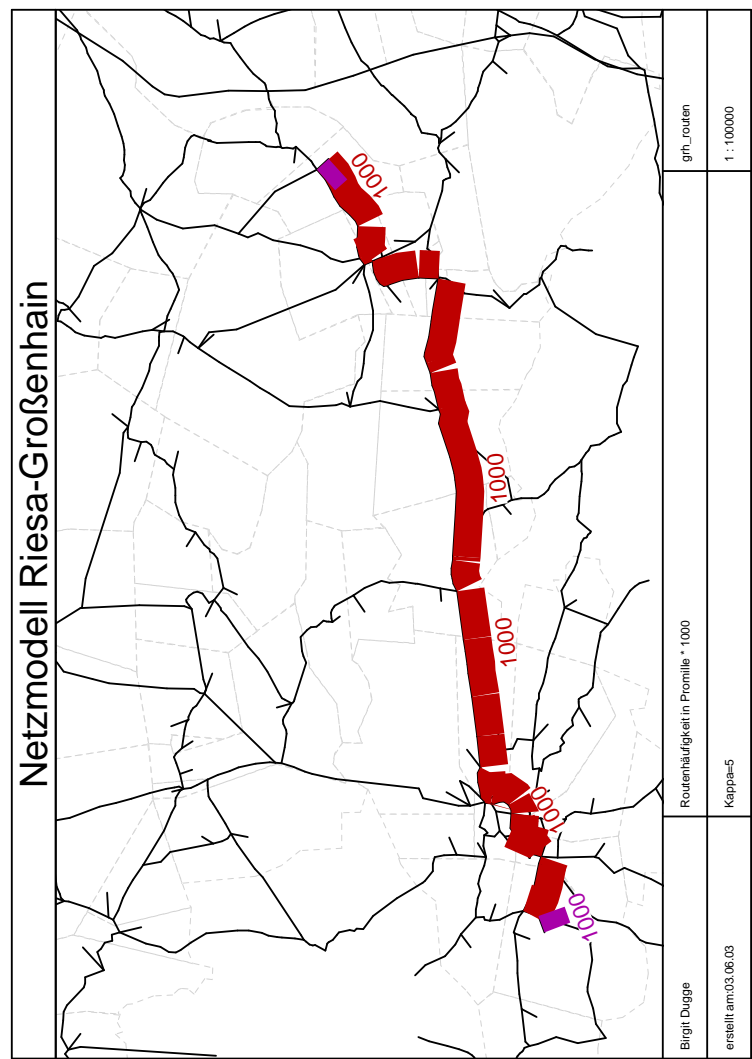 Netzmodell Riesa-Großenhain
1000
1000
1000
1000
1000
Birgit Dugge
Routenhäufigkeit in Promille * 1000
grh_routen
erstellt am:03.06.03
Kappa=5
1 : 100000